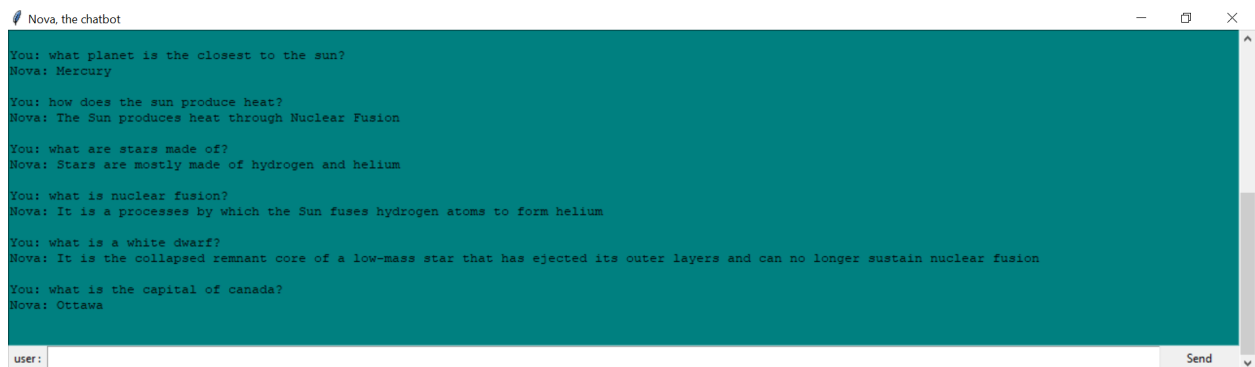 Nova, the chatbot
You: what planet is the closest to the sun?
Nova: Mercury
You: how does the sun produce heat?
Nova: The Sun produces heat through Nuclear Fusion
You: what are stars made of?
Nova: Stars are mostly made of hydrogen and helium
You: what is nuclear fusion?
Nova: It is a processes by which the Sun fuses hydrogen atoms to form helium
You: what is a white dwarf?
Nova: It is the collapsed remnant core of a low-mass star that has ejected its outer layers and can no longer sustain nuclear fusion
You: what is the capital of canada?
Nova: Ottawa
user: Send